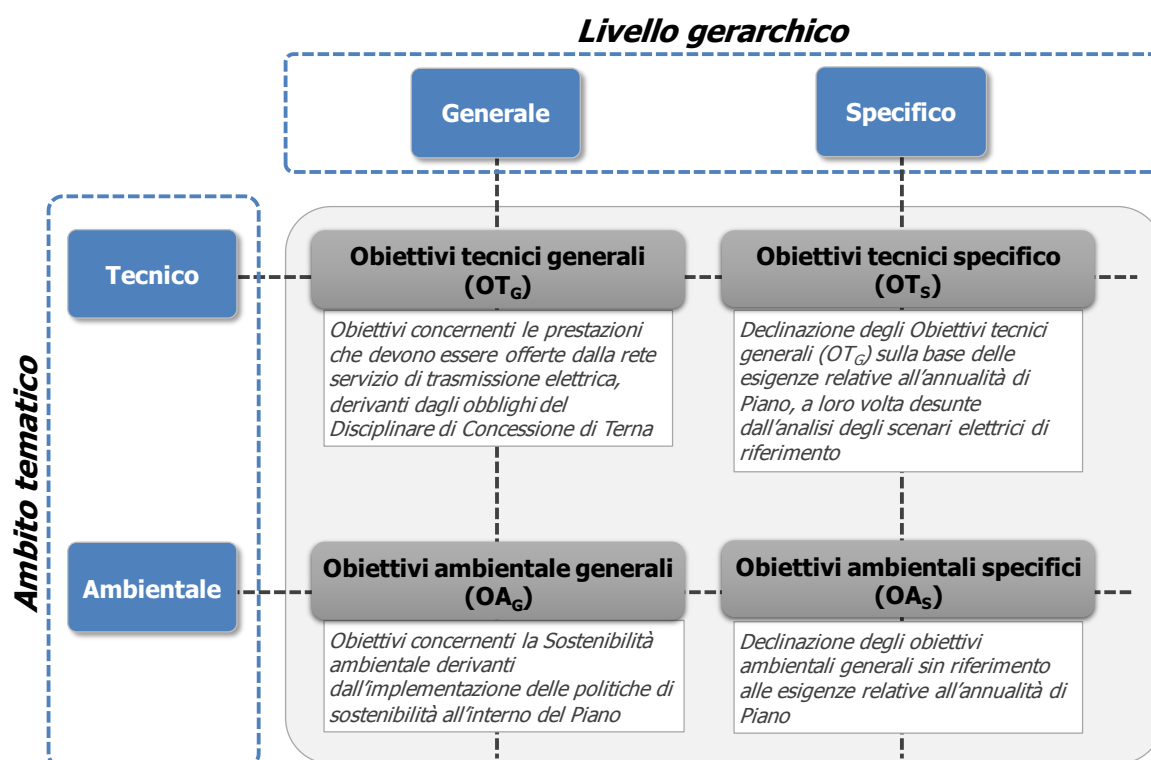 Livello gerarchico
Generale
Specifico
Ambito tematico
Tecnico
Obiettivi tecnici generali
(OTG)
Obiettivi concernenti le prestazioni
che devono essere offerte dalla rete
servizio di trasmissione elettrica,
derivanti dagli obblighi del
Disciplinare di Concessione di Terna
Obiettivi tecnici specifico
(OTS)
Declinazione degli Obiettivi tecnici
generali (OTG) sulla base delle
esigenze relative all'annualità di
Piano, a loro volta desunte
dall'analisi degli scenari elettrici di
riferimento
Ambientale
Obiettivi ambientale generali
(OAG)
Obiettivi concernenti la Sostenibilità
ambientale derivanti
dall'implementazione delle politiche di
sostenibilità all'interno del Piano
Obiettivi ambientali specifici
(OAS)
Declinazione degli obiettivi
ambientali generali sin riferimento
alle esigenze relative all'annualità di
Piano